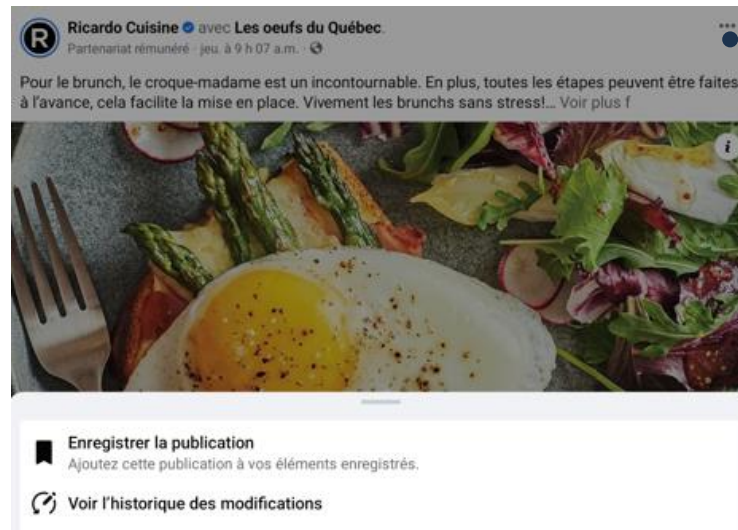 R
Ricardo Cuisine avec Les oeufs du Québec.
Partenariat rémunéré · jeu. à 9 h 07 a.m. ·
Pour le brunch, le croque-madame est un incontournable. En plus, toutes les étapes peuvent être faites
à l'avance, cela facilite la mise en place. Vivement les brunchs sans stress!... Voir plus f
i
Enregistrer la publication
Ajoutez cette publication à vos éléments enregistrés.
Voir l'historique des modifications